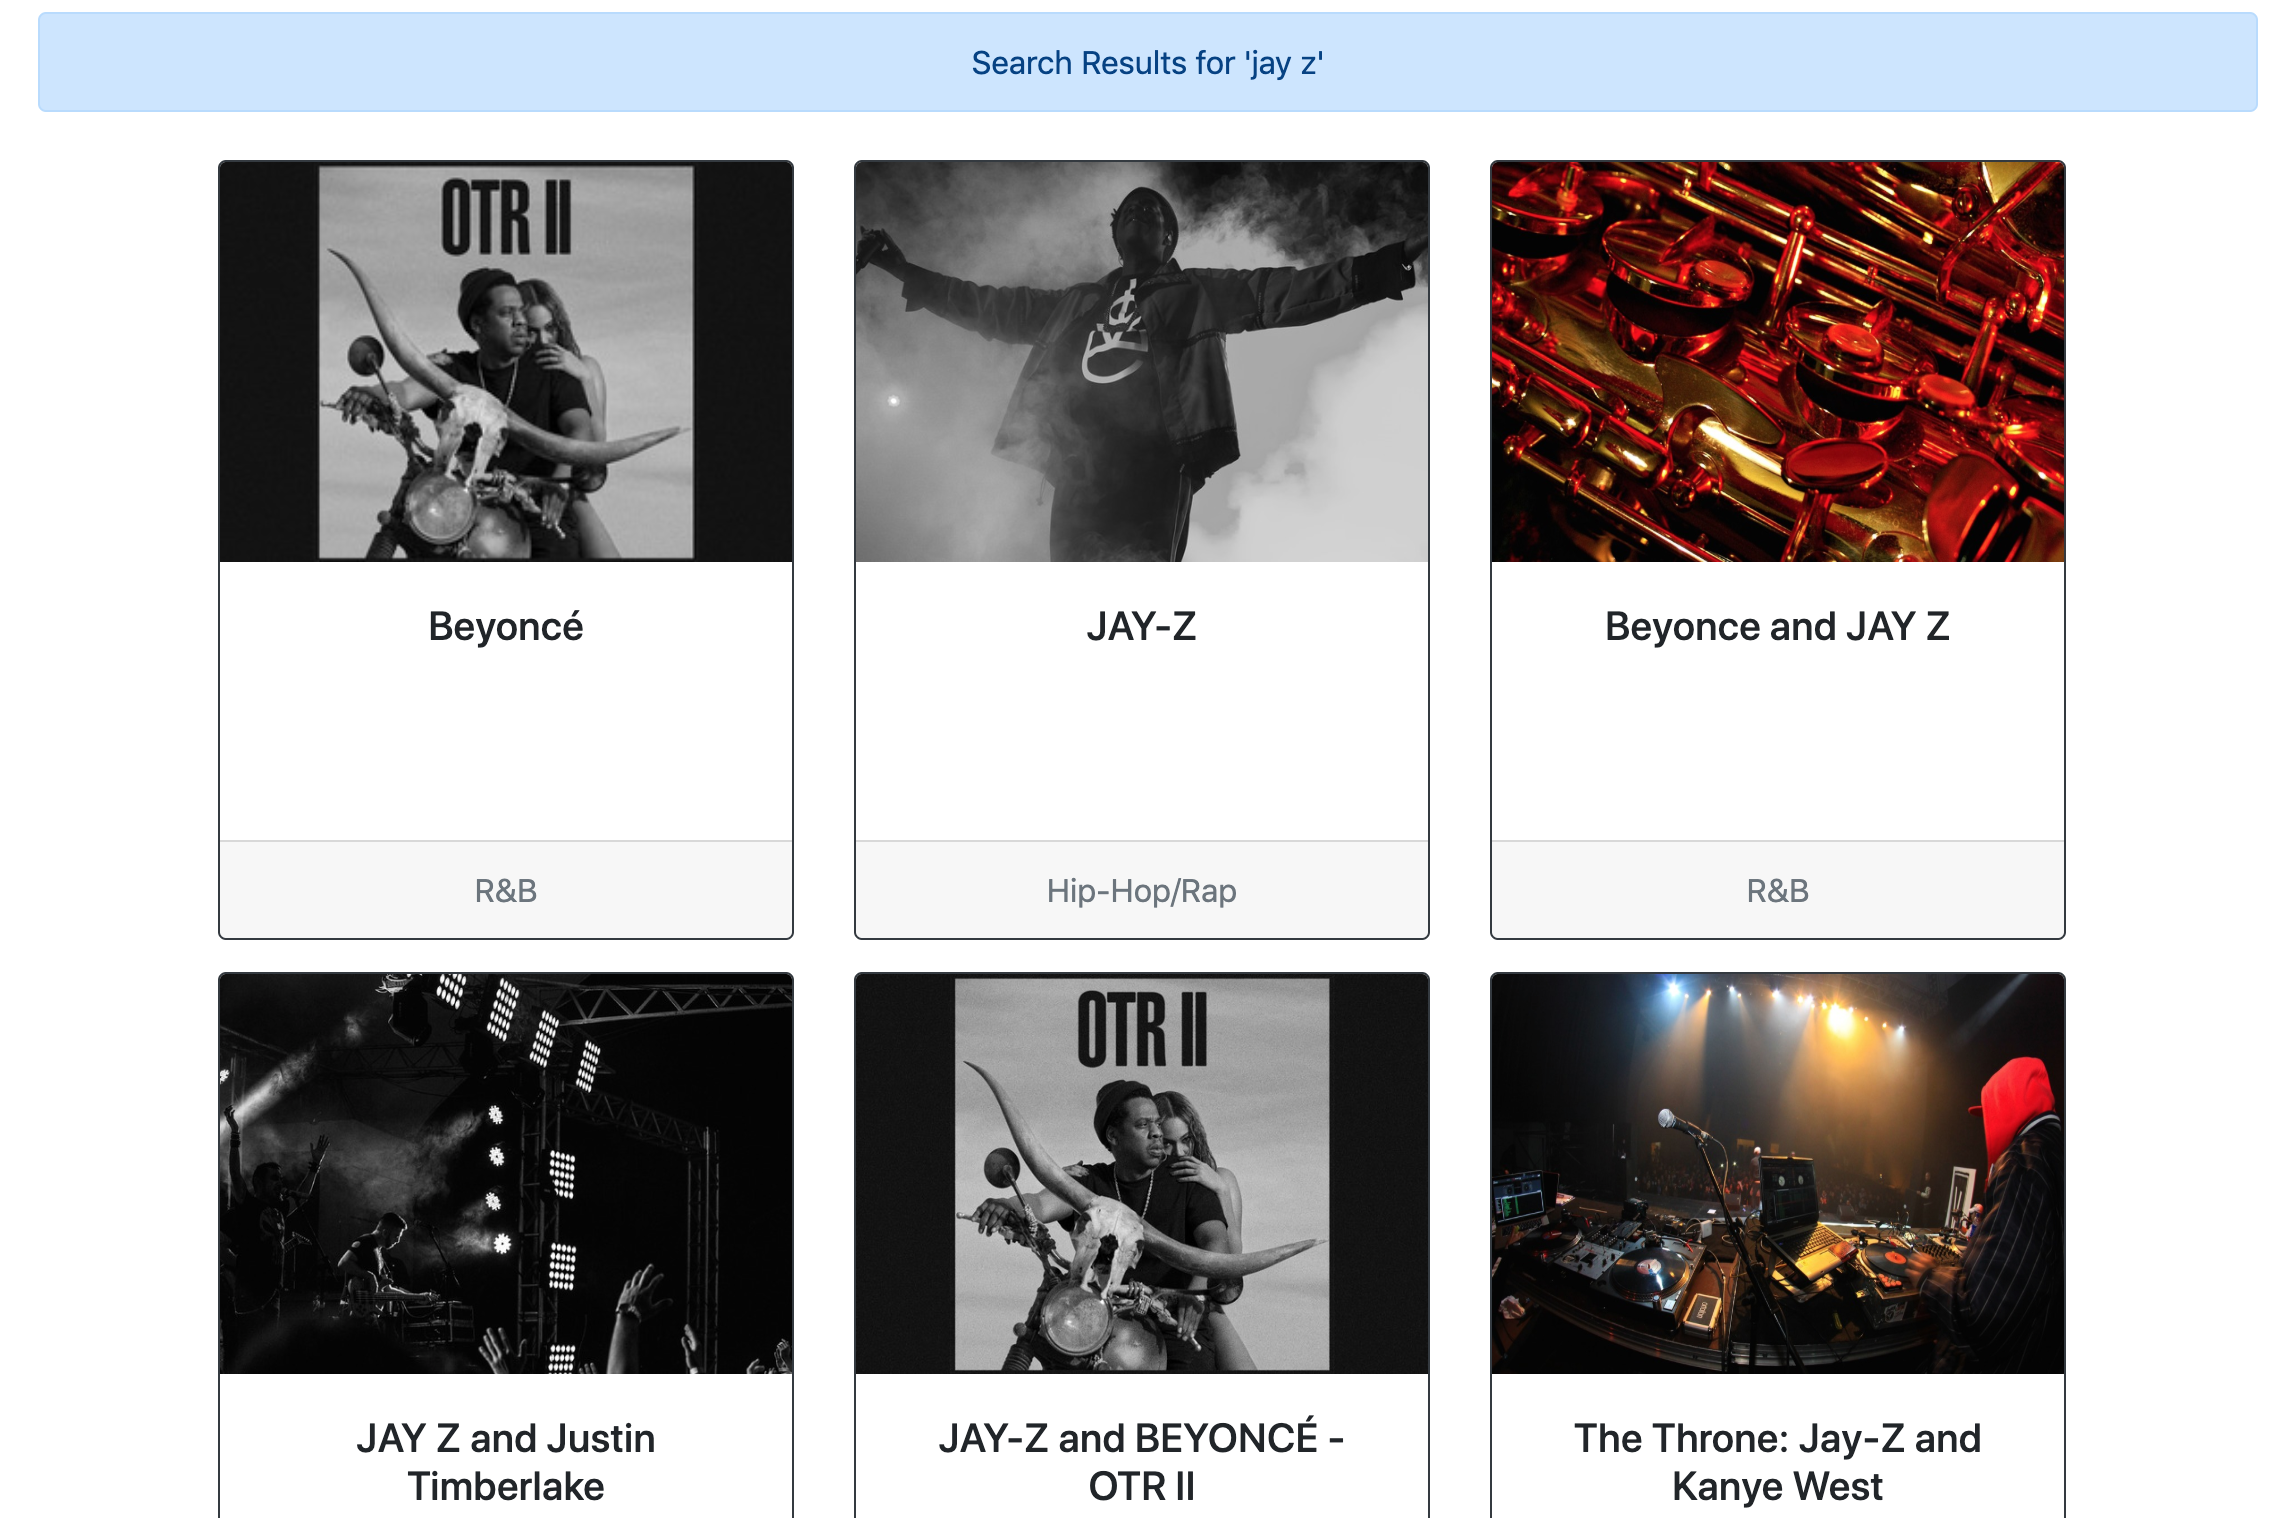 Search Results for 'jay z'
OTR II
Beyoncé
R&B
JAY-Z
Hip-Hop/Rap
Beyonce and JAY Z
R&B
JAY Z and Justin
Timberlake
OTR II
JAY-Z and BEYONCÉ -
OTR II
The Throne: Jay-Z and
Kanye West